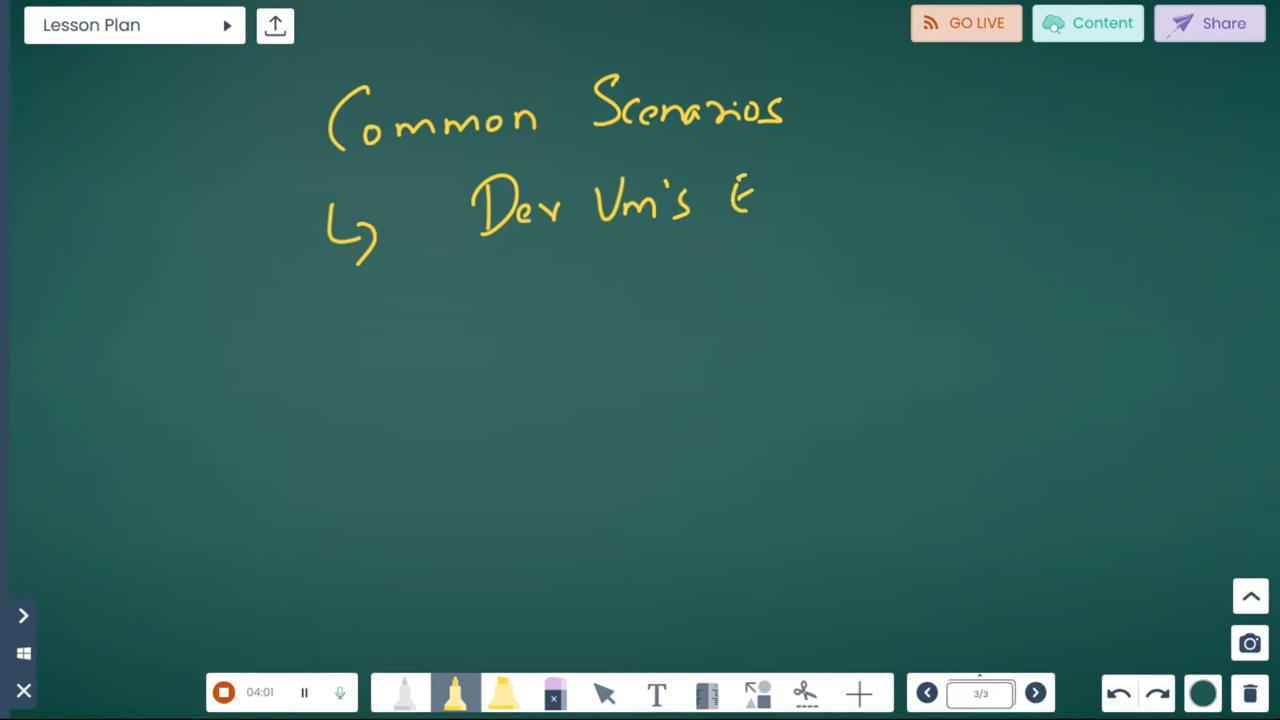 Lesson Plan
GO LIVE
Content
Share
Common Scenarios
Dev Vm's
04:01
T
3/3